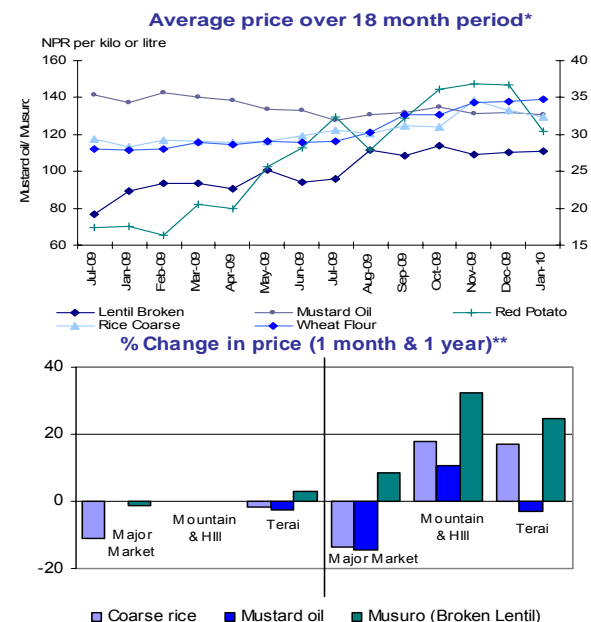 Average price over 18 month period*
NPR per kilo or litre
160
140
120
100
80
60
Mustard oil/ Musuro
40
35
30
25
20
15
Jul-09
Jan-09
Feb-09
Mar-09
Apr-09
May-09
Jun-09
Jul-09
Aug-09
Sep-09
Oct-09
Nov-09
Dec-09
Jan-10
Lentil Broken Mustard Oil Red Potato
Rice Coarse Wheat Flour
% Change in price (1 month & 1 year)**
40
20
0
-20
Major
Market
Mountain
& HIll
Terai
Major Market
Mountain
& HIll
Terai
Coarse rice Mustard oil Musuro (Broken Lentil)